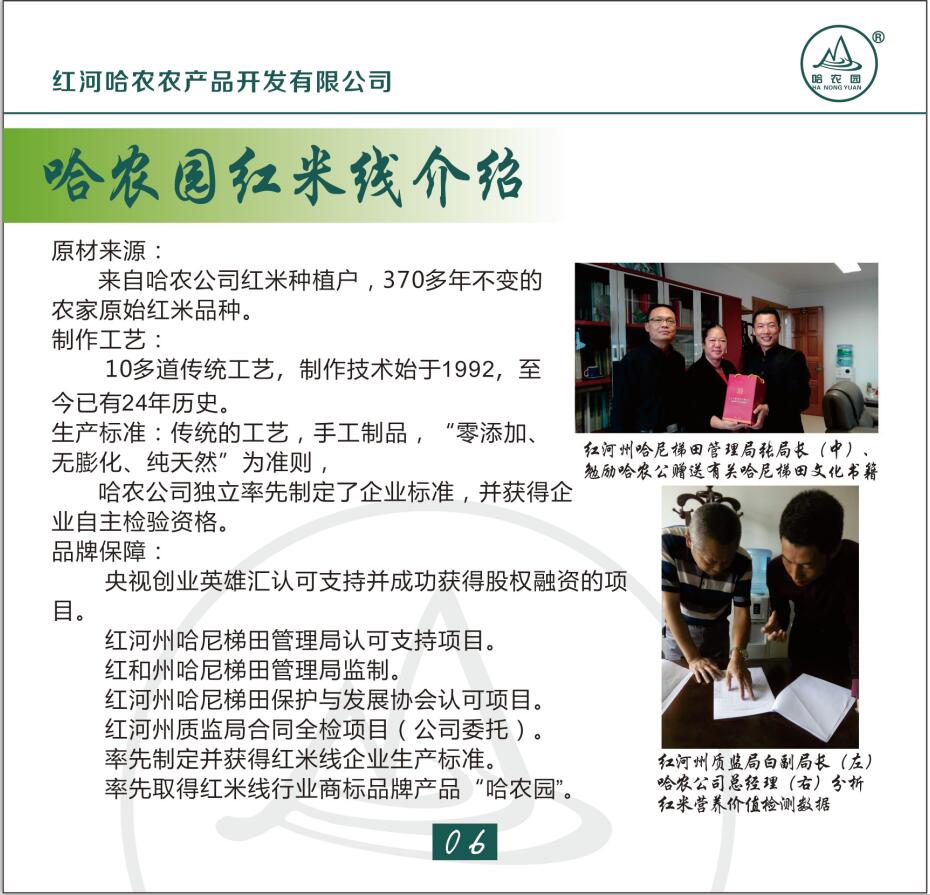 红河哈农农产品开发有限公司
®
哈农园
HA NONG YUAN
哈农园红米线介绍
原材来源：
来自哈农公司红米种植户，370多年不变的
农家原始红米品种。
制作工艺：
10多道传统工艺，制作技术始于1992，至
今已有24年历史。
生产标准：传统的工艺，手工制品，“零添加、
无膨化、纯天然”为准则，
哈农公司独立率先制定了企业标准，并获得企
业自主检验资格。
品牌保障：
央视创业英雄汇认可支持并成功获得股权融资的项
目。
红河州哈尼梯田管理局认可支持项目。
红和州哈尼梯田管理局监制。
红河州哈尼梯田保护与发展协会认可项目。
红河州质监局合同全检项目（公司委托）。
率先制定并获得红米线企业生产标准。
率先取得红米线行业商标品牌产品“哈农园”。
红河州哈尼梯田管理局张局长（中）、
勉励哈农公赠送有关哈尼梯田文化书籍
红河州质监局白副局长（左）
哈农公司总经理（右）分析
红米营养价值检测数据
06